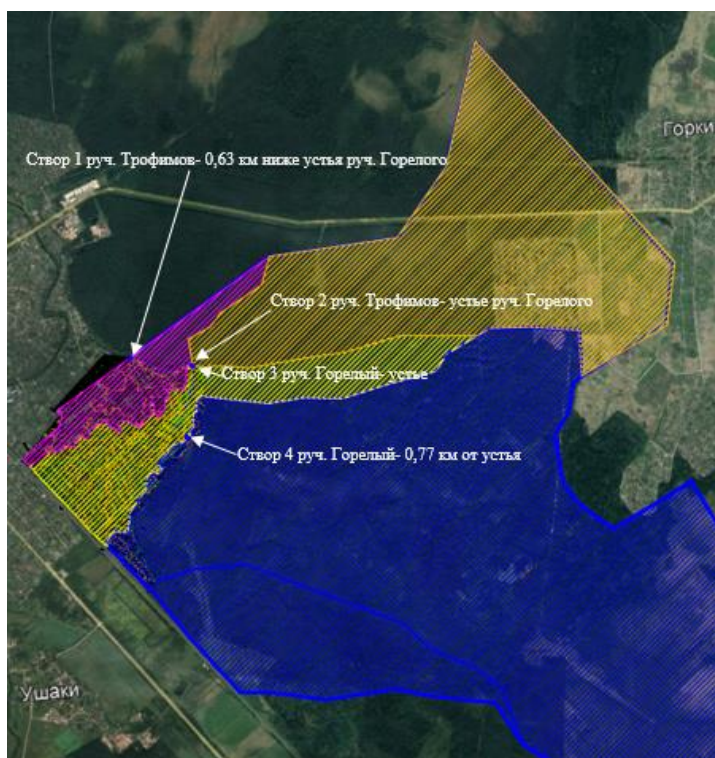 Горки
Створ 1 руч. Трофимов- 0,63 км ниже устья руч. Горелого
Створ 2 руч. Трофимов- устье руч. Горелого
Створ 3 руч. Горелый- устье
Створ 4 руч. Горелый- 0,77 км от устья
Ушаки